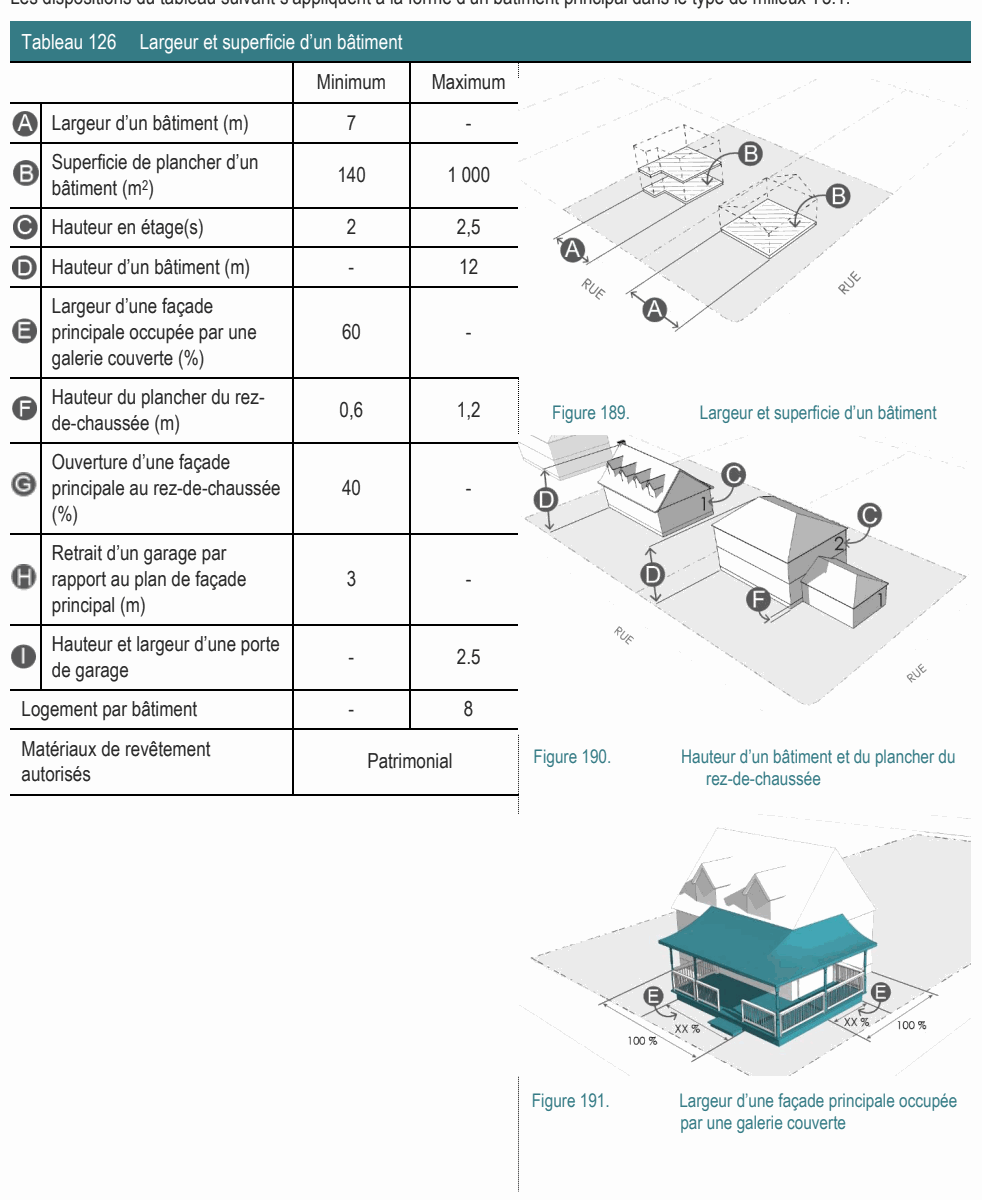 Les dispositions du tableau suivant s'appliquent à la forme d'un bâtiment principal dans le type de milieux
Tableau 126 Largeur et superficie d'un bâtiment
Minimum Maximum
A Largeur d'un bâtiment (m) 7 -
B Superficie de plancher d'un
bâtiment (m²) 140 1 000
C Hauteur en étage(s) 2 2,5
D Hauteur d'un bâtiment (m) - 12
E Largeur d'une façade
principale occupée par une
galerie couverte (%) 60 -
F Hauteur du plancher du rez-
de-chaussée (m) 0,6 1,2
G Ouverture d'une façade
principale au rez-de-chaussée
(%) 40 -
H Retrait d'un garage par
rapport au plan de façade
principal (m) 3 -
I Hauteur et largeur d'une porte
de garage - 2.5
Logement par bâtiment - 8
Matériaux de revêtement
autorisés Patrimonial
B
B
A
RUE
RUE
A
Figure 189. Largeur et superficie d'un bâtiment
C
D
1
C
2
D
F
1
RUE
RUE
Figure 190. Hauteur d'un bâtiment et du plancher du
rez-de-chaussée
E
E
XX %
XX %
100 %
100 %
Figure 191. Largeur d'une façade principale occupée
par une galerie couverte